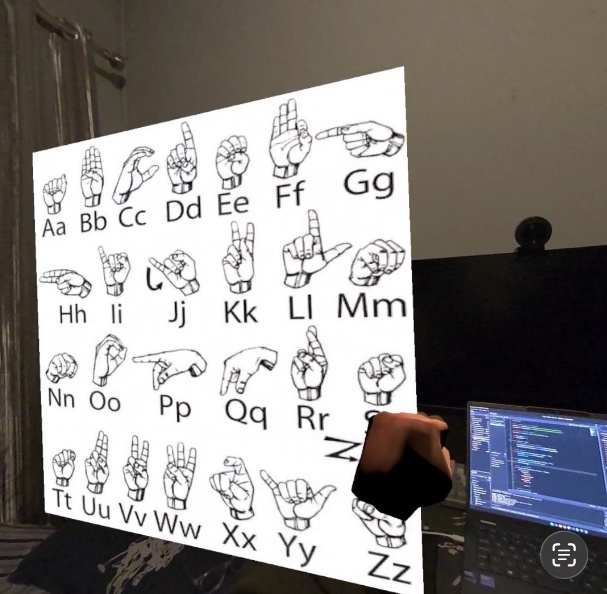 Aa Bb Cc Dd Ee Ff Gg
Hh Ii Jj Kk Ll Mm
Nn Oo Pp Qq Rr
Tt Uu Vv Ww Xx Yy Zz